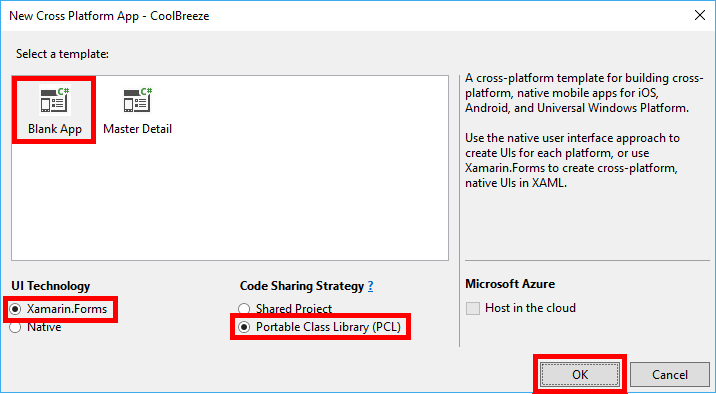 New Cross Platform App - CoolBreeze
Select a template:
C#
Blank App
C#
Master Detail
A cross-platform template for building cross-
platform, native mobile apps for iOS,
Android, and Universal Windows Platform.
Use the native user interface approach to
create UIs for each platform, or use
Xamarin.Forms to create cross-platform,
native UIs in XAML.
UI Technology
Xamarin.Forms
Native
Code Sharing Strategy ?
Shared Project
Portable Class Library (PCL)
Microsoft Azure
Host in the cloud
OK
Cancel